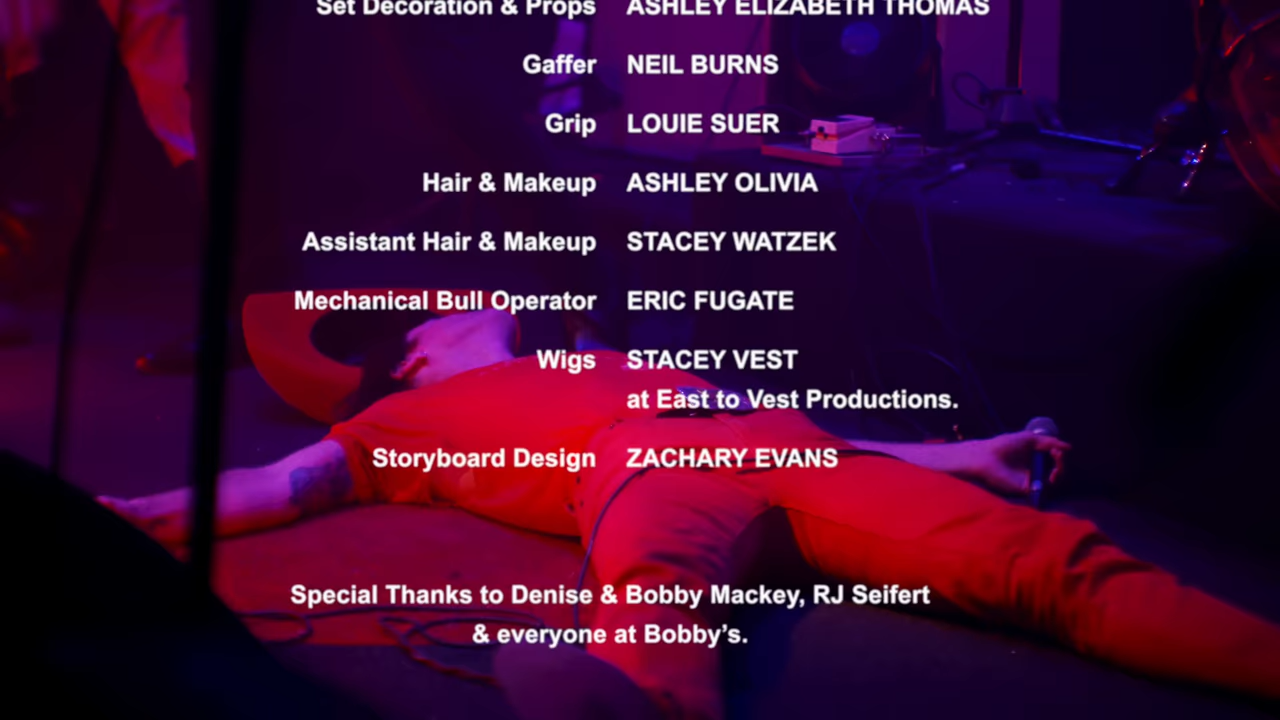 Set Decoration & Props ASHLEY ELIZABETH THOMAS
Gaffer NEIL BURNS
Grip LOUIE SUER
Hair & Makeup ASHLEY OLIVIA
Assistant Hair & Makeup STACEY WATZEK
Mechanical Bull Operator ERIC FUGATE
Wigs STACEY VEST
at East to Vest Productions.
Storyboard Design ZACHARY EVANS
Special Thanks to Denise & Bobby Mackey, RJ Seifert
& everyone at Bobby’s.